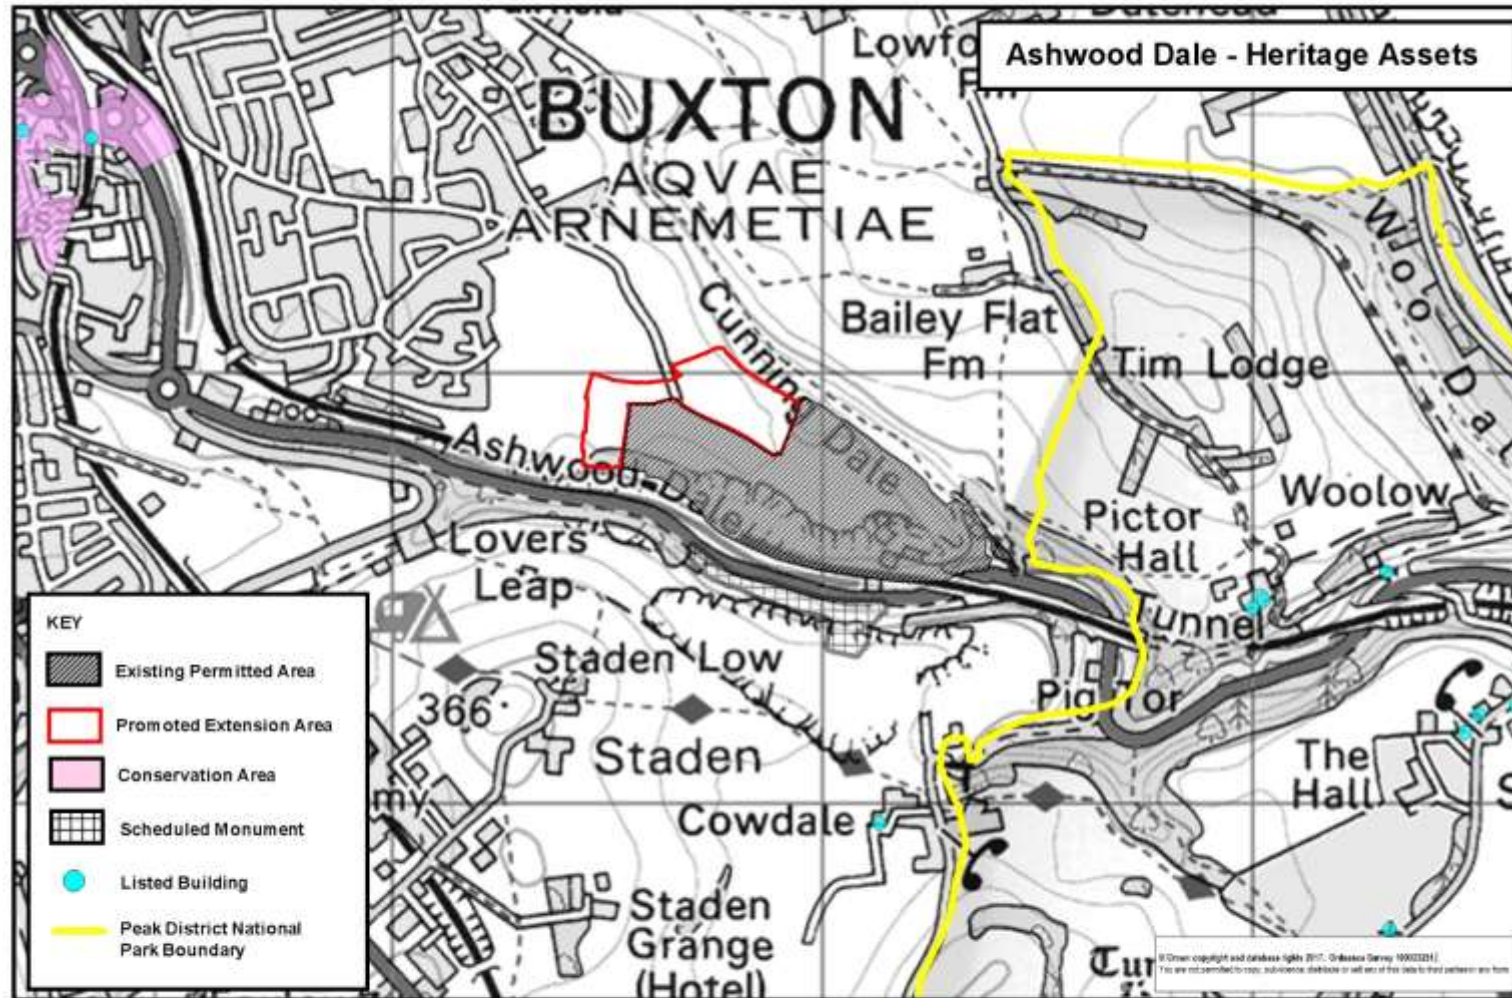 Ashwood Dale - Heritage Assets
BUXTON
AQVAE
ARNEMETIAE
Bailey Flat
Fm
Cunning
Dale
Tim Lodge
Ashwood Dale
Lovers'
Leap
Pictor
Hall
Woolow
Tunnel
Staden Low
366
Pig Tor
Staden
The
Hall
Cowdale
Staden
Grange
(Hotel)
KEY
Existing Permitted Area
Promoted Extension Area
Conservation Area
Scheduled Monument
Listed Building
Peak District National
Park Boundary